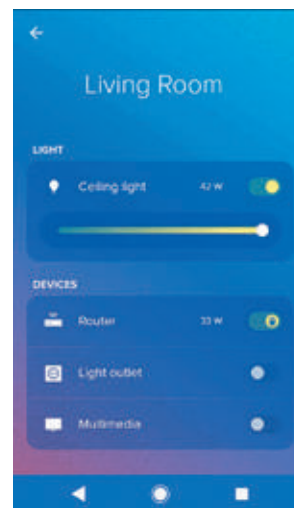 Living Room
LIGHT
Ceiling light 42 W
DEVICES
Router 33 W
Light outlet
Multimedia